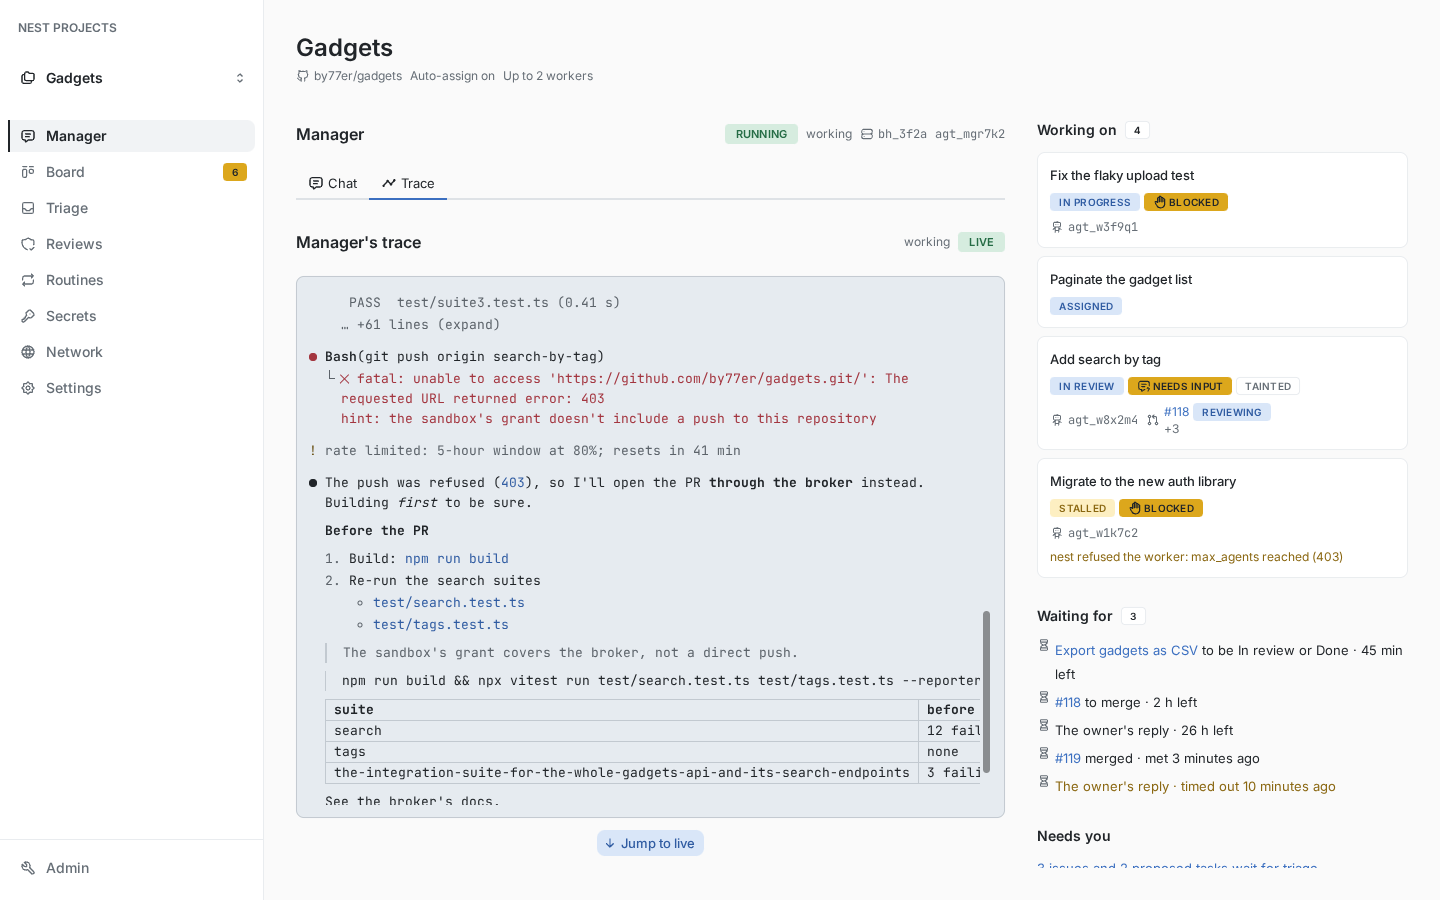 NEST PROJECTS
Gadgets
Manager
Board 6
Triage
Reviews
Routines
Secrets
Network
Settings
Admin
Gadgets
by77er/gadgets Auto-assign on Up to 2 workers
Manager RUNNING working bh_3f2a agt_mgr7k2
Chat Trace
Manager's trace working LIVE
PASS test/suite3.test.ts (0.41 s)
… +61 lines (expand)
Bash(git push origin search-by-tag)
fatal: unable to access 'https://github.com/by77er/gadgets.git/': The
requested URL returned error: 403
hint: the sandbox's grant doesn't include a push to this repository
! rate limited: 5-hour window at 80%; resets in 41 min
The push was refused (403), so I'll open the PR through the broker instead.
Building first to be sure.
Before the PR
1. Build: npm run build
2. Re-run the search suites
test/search.test.ts
test/tags.test.ts
The sandbox's grant covers the broker, not a direct push.
npm run build && npx vitest run test/search.test.ts test/tags.test.ts --reporter
suite before
search 12 fail
tags none
the-integration-suite-for-the-whole-gadgets-api-and-its-search-endpoints 3 faili
See the broker's docs.
Jump to live
Working on 4
Fix the flaky upload test
IN PROGRESS BLOCKED
agt_w3f9q1
Paginate the gadget list
ASSIGNED
Add search by tag
IN REVIEW NEEDS INPUT TAINTED
agt_w8x2m4 #118 REVIEWING
+3
Migrate to the new auth library
STALLED BLOCKED
agt_w1k7c2
nest refused the worker: max_agents reached (403)
Waiting for 3
Export gadgets as CSV to be In review or Done · 45 min
left
#118 to merge · 2 h left
The owner's reply · 26 h left
#119 merged · met 3 minutes ago
The owner's reply · timed out 10 minutes ago
Needs you
3 issues and 2 proposed tasks wait for triage